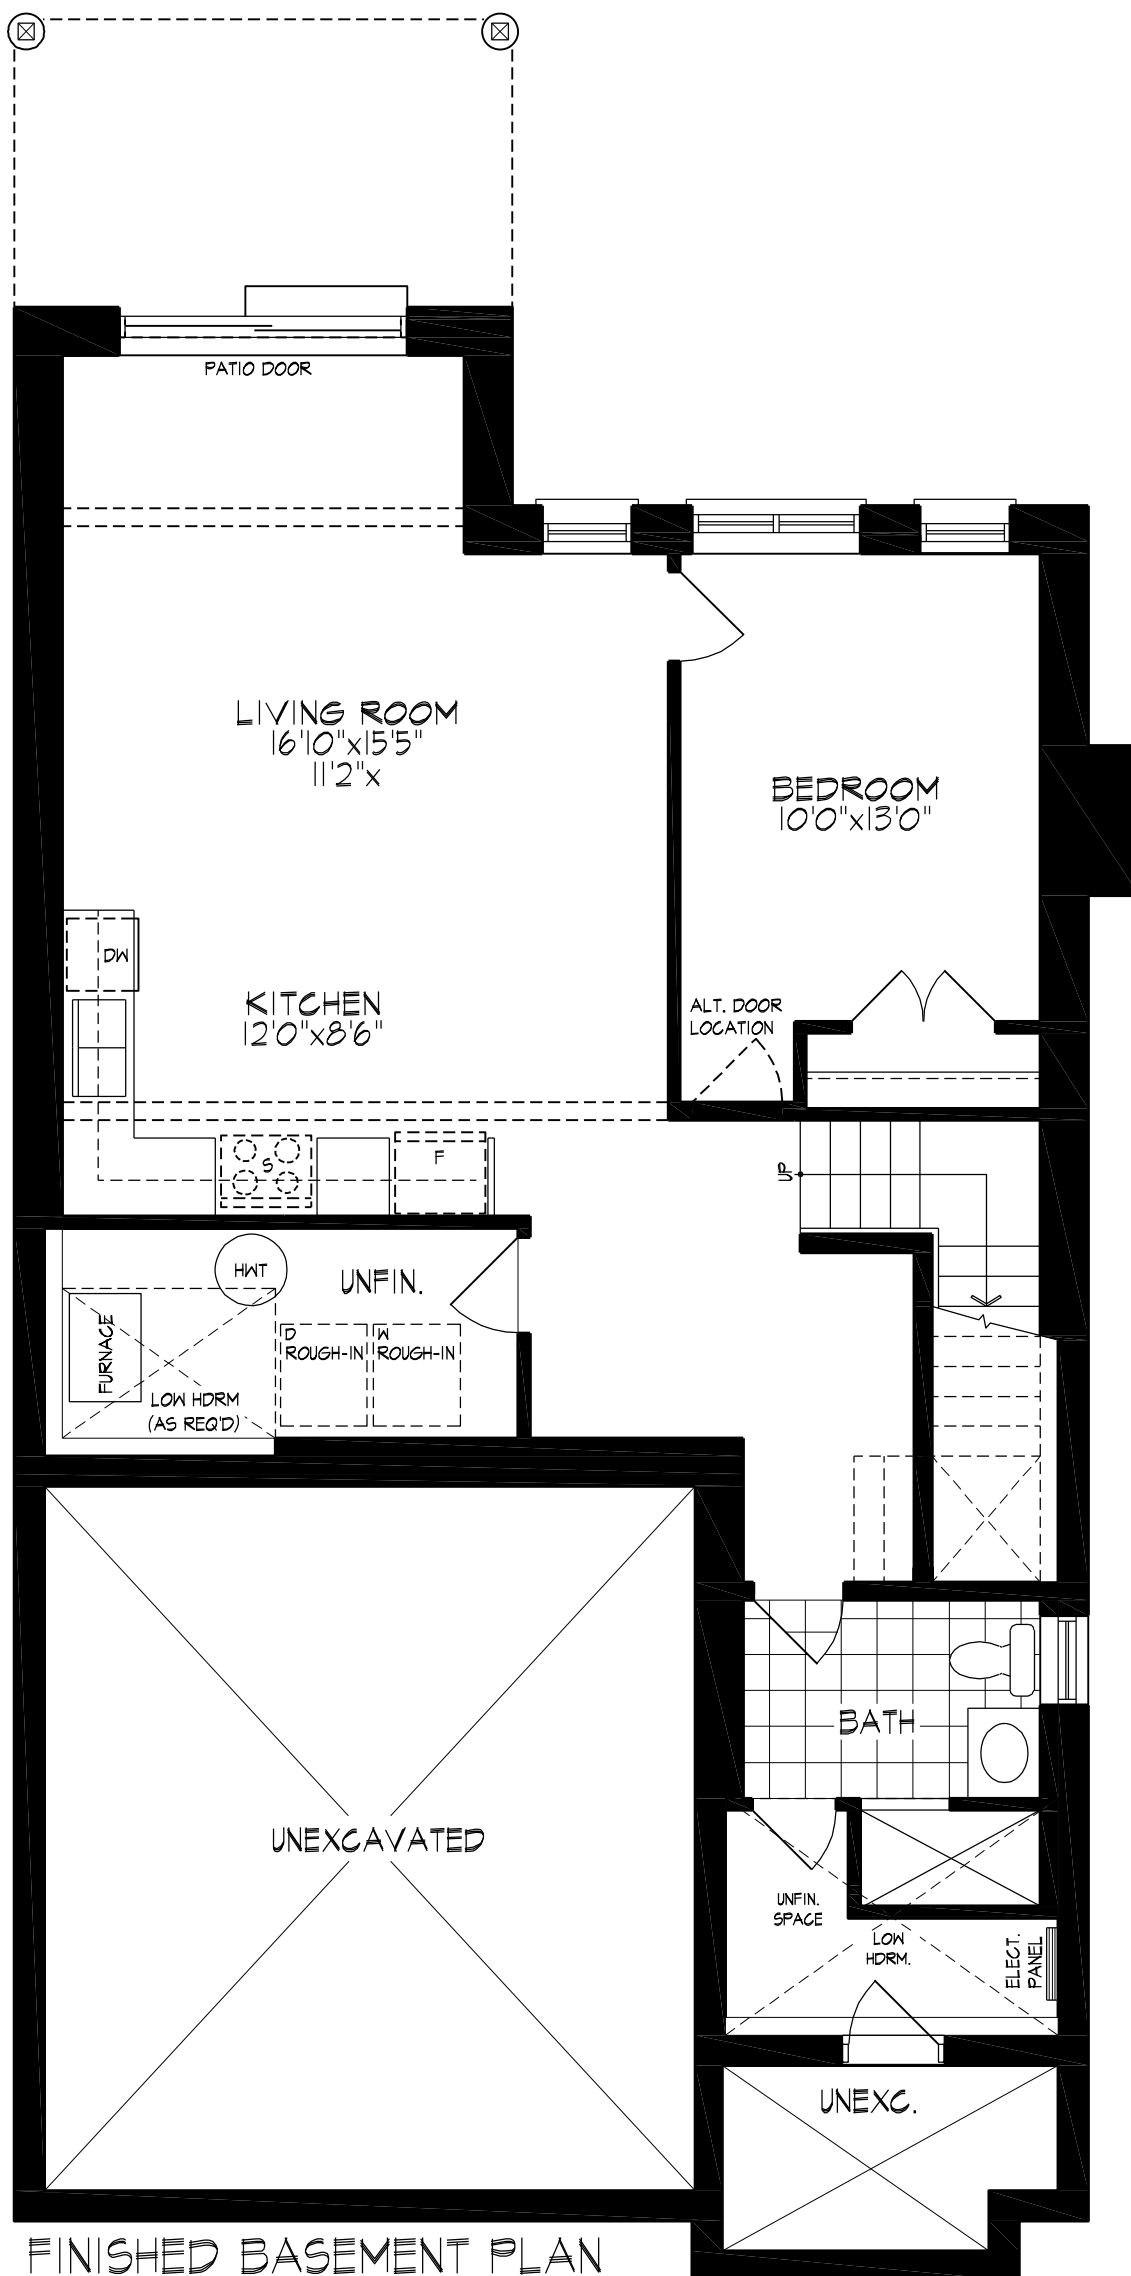 PATIO DOOR
LIVING ROOM
16'10"x15'5"
11'2"x
BEDROOM
10'0"x13'0"
DW
KITCHEN
12'0"x8'6"
ALT. DOOR
LOCATION
S
F
UP
HWT
UNFIN.
FURNACE
D
ROUGH-IN
W
ROUGH-IN
LOW HDRM
(AS REQ'D)
BATH
UNEXCAVATED
UNFIN.
SPACE
LOW
HDRM.
ELECT.
PANEL
UNEXC.
FINISHED BASEMENT PLAN